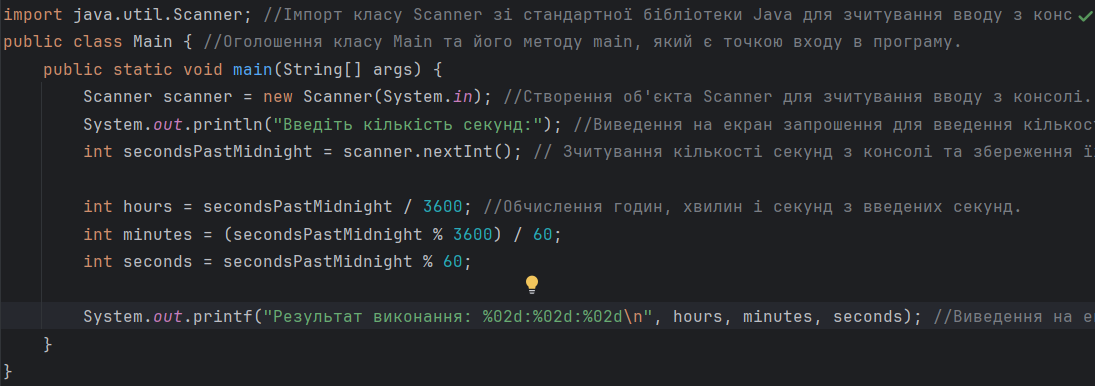 import java.util.Scanner; //Імпорт класу Scanner зі стандартної бібліотеки Java для зчитування вводу з конс
public class Main { //Оголошення класу Main та його методу main, який є точкою входу в програму.
    public static void main(String[] args) {
        Scanner scanner = new Scanner(System.in); //Створення об'єкта Scanner для зчитування вводу з консолі.
        System.out.println("Введіть кількість секунд:"); //Виведення на екран запрошення для введення кількост
        int secondsPastMidnight = scanner.nextInt(); // Зчитування кількості секунд з консолі та збереження їх
        int hours = secondsPastMidnight / 3600; //Обчислення годин, хвилин і секунд з введених секунд.
        int minutes = (secondsPastMidnight % 3600) / 60;
        int seconds = secondsPastMidnight % 60;
        System.out.printf("Результат виконання: %02d:%02d:%02d\n", hours, minutes, seconds); //Виведення на ек
    }
}